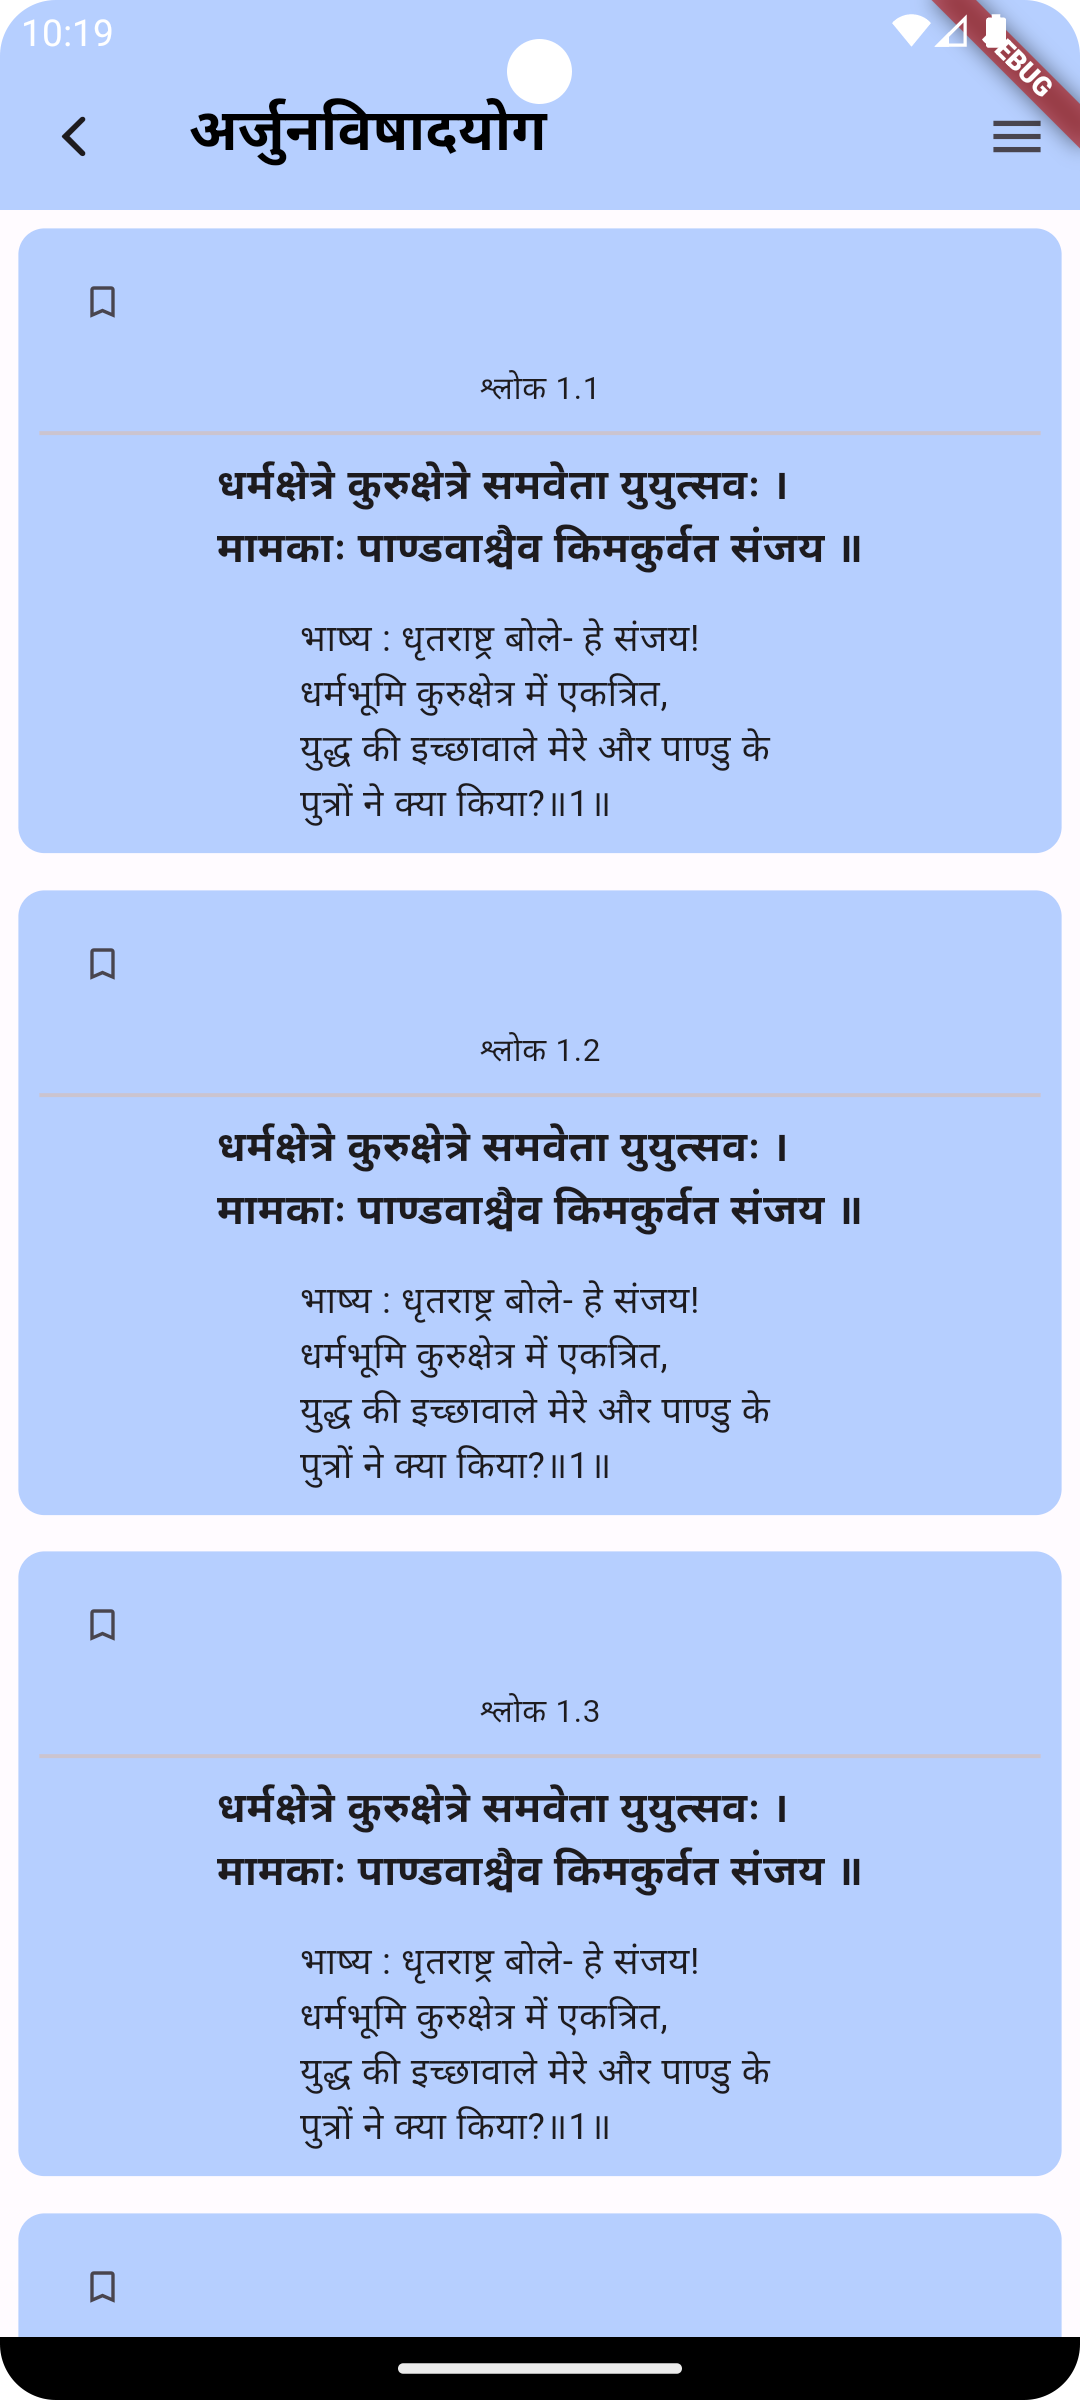 10:19
अर्जुनविषादयोग
श्लोक 1.1
धर्मक्षेत्रे कुरुक्षेत्रे समवेता युयुत्सवः ।
मामकाः पाण्डवाश्चैव किमकुर्वत संजय ॥
भाष्य : धृतराष्ट्र बोले- हे संजय!
धर्मभूमि कुरुक्षेत्र में एकत्रित,
युद्ध की इच्छावाले मेरे और पाण्डु के
पुत्रों ने क्या किया?॥1॥
श्लोक 1.2
धर्मक्षेत्रे कुरुक्षेत्रे समवेता युयुत्सवः ।
मामकाः पाण्डवाश्चैव किमकुर्वत संजय ॥
भाष्य : धृतराष्ट्र बोले- हे संजय!
धर्मभूमि कुरुक्षेत्र में एकत्रित,
युद्ध की इच्छावाले मेरे और पाण्डु के
पुत्रों ने क्या किया?॥1॥
श्लोक 1.3
धर्मक्षेत्रे कुरुक्षेत्रे समवेता युयुत्सवः ।
मामकाः पाण्डवाश्चैव किमकुर्वत संजय ॥
भाष्य : धृतराष्ट्र बोले- हे संजय!
धर्मभूमि कुरुक्षेत्र में एकत्रित,
युद्ध की इच्छावाले मेरे और पाण्डु के
पुत्रों ने क्या किया?॥1॥